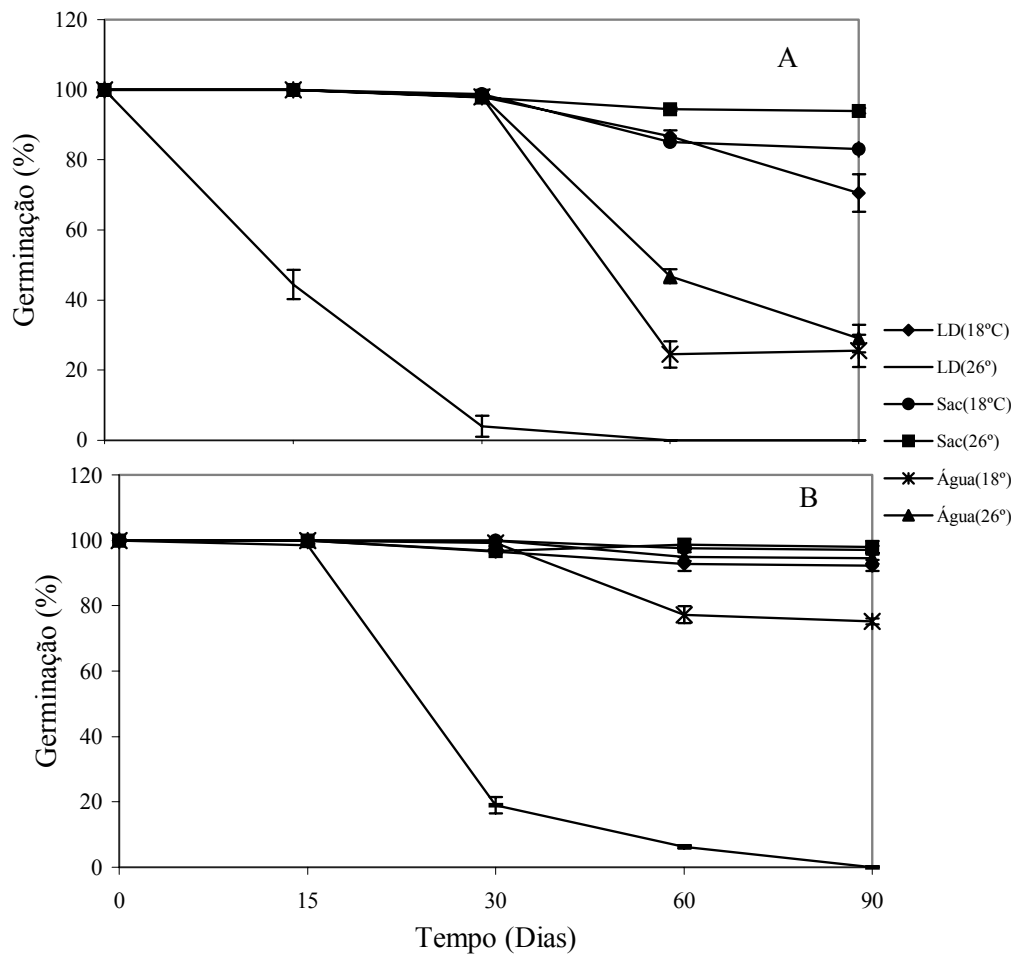 120
100
80
60
40
20
0
Germinação (%)
A
LD(18ºC)
LD(26º)
Sac(18ºC)
Sac(26º)
Água(18º)
Água(26º)
120
100
80
60
40
20
0
Germinação (%)
B
0 15 30 60 90
Tempo (Dias)